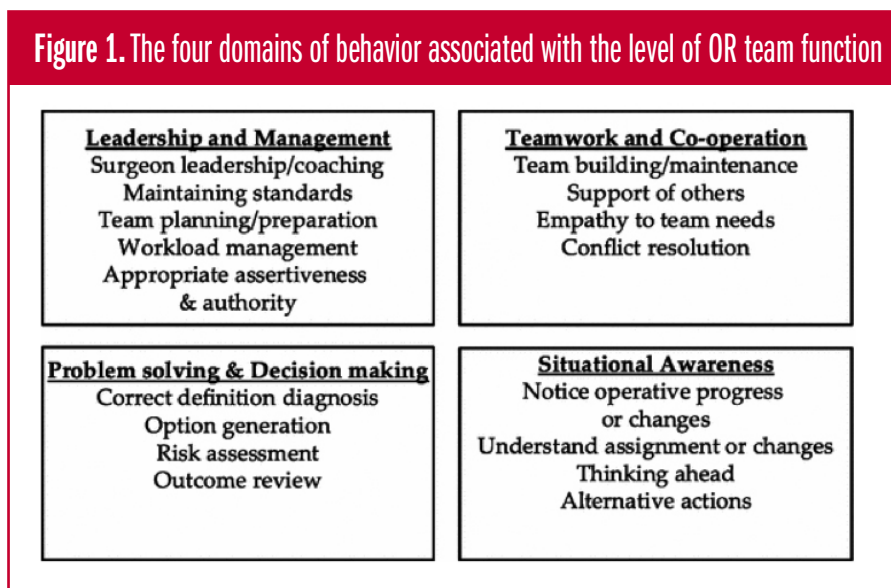 Figure 1. The four domains of behavior associated with the level of OR team function
Leadership and Management
Surgeon leadership/coaching
Maintaining standards
Team planning/preparation
Workload management
Appropriate assertiveness
& authority
Teamwork and Co-operation
Team building/maintenance
Support of others
Empathy to team needs
Conflict resolution
Problem solving & Decision making
Correct definition diagnosis
Option generation
Risk assessment
Outcome review
Situational Awareness
Notice operative progress
or changes
Understand assignment or changes
Thinking ahead
Alternative actions